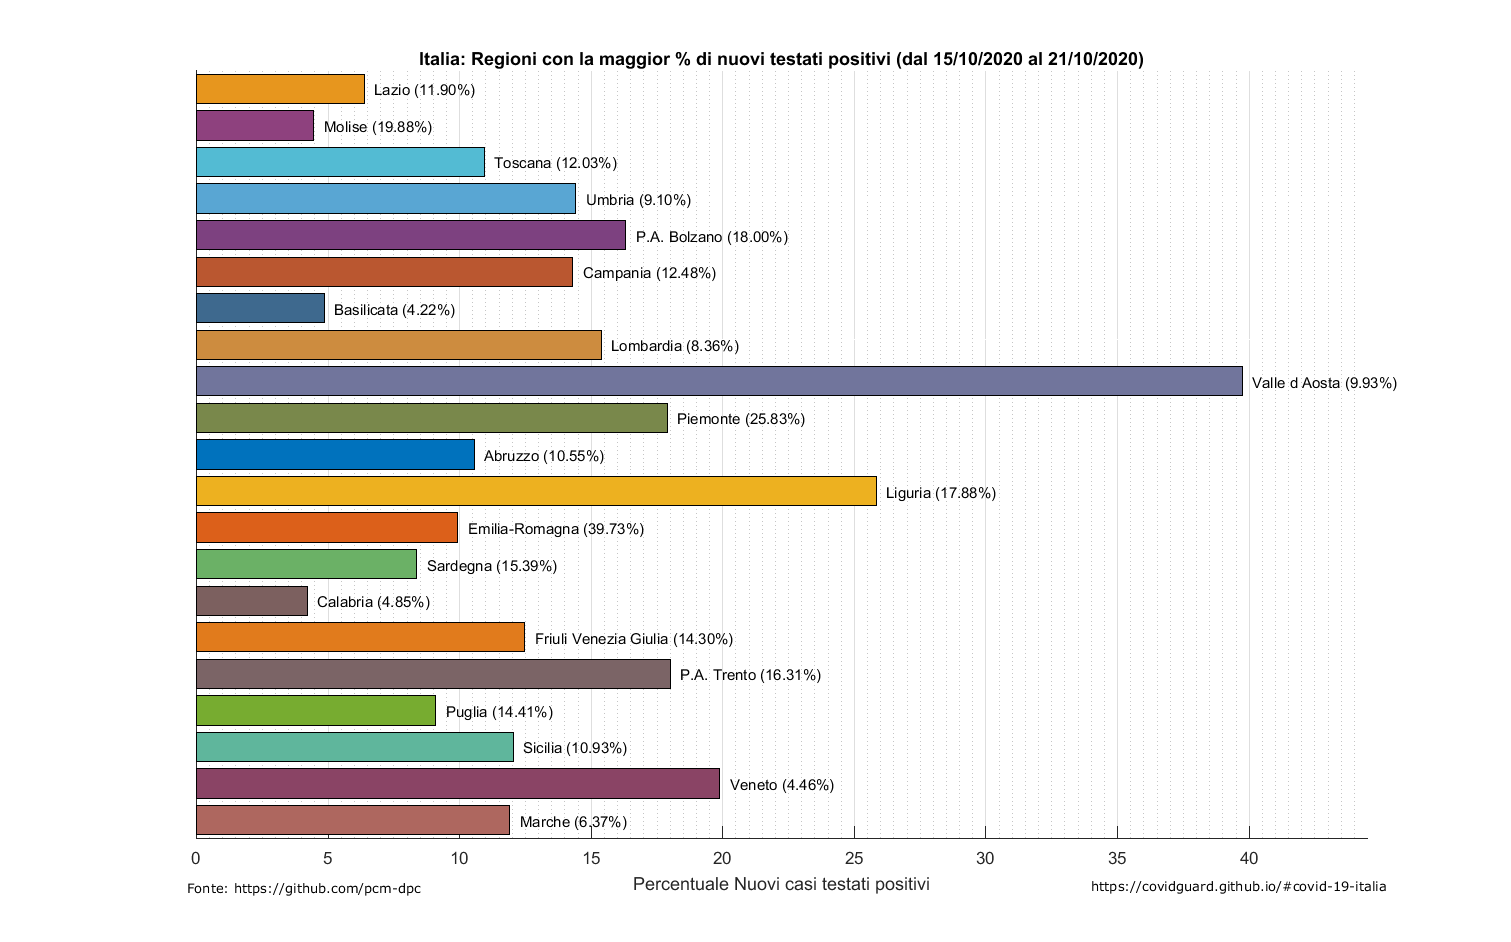 Italia: Regioni con la maggior % di nuovi testati positivi (dal 15/10/2020 al 21/10/2020)
Lazio (11.90%)
Molise (19.88%)
Toscana (12.03%)
Umbria (9.10%)
P.A. Bolzano (18.00%)
Campania (12.48%)
Basilicata (4.22%)
Lombardia (8.36%)
Valle d Aosta (9.93%)
Piemonte (25.83%)
Abruzzo (10.55%)
Liguria (17.88%)
Emilia-Romagna (39.73%)
Sardegna (15.39%)
Calabria (4.85%)
Friuli Venezia Giulia (14.30%)
P.A. Trento (16.31%)
Puglia (14.41%)
Sicilia (10.93%)
Veneto (4.46%)
Marche (6.37%)
0 5 10 15 20 25 30 35 40
Percentuale Nuovi casi testati positivi
Fonte: https://github.com/pcm-dpc
https://covidguard.github.io/#covid-19-italia